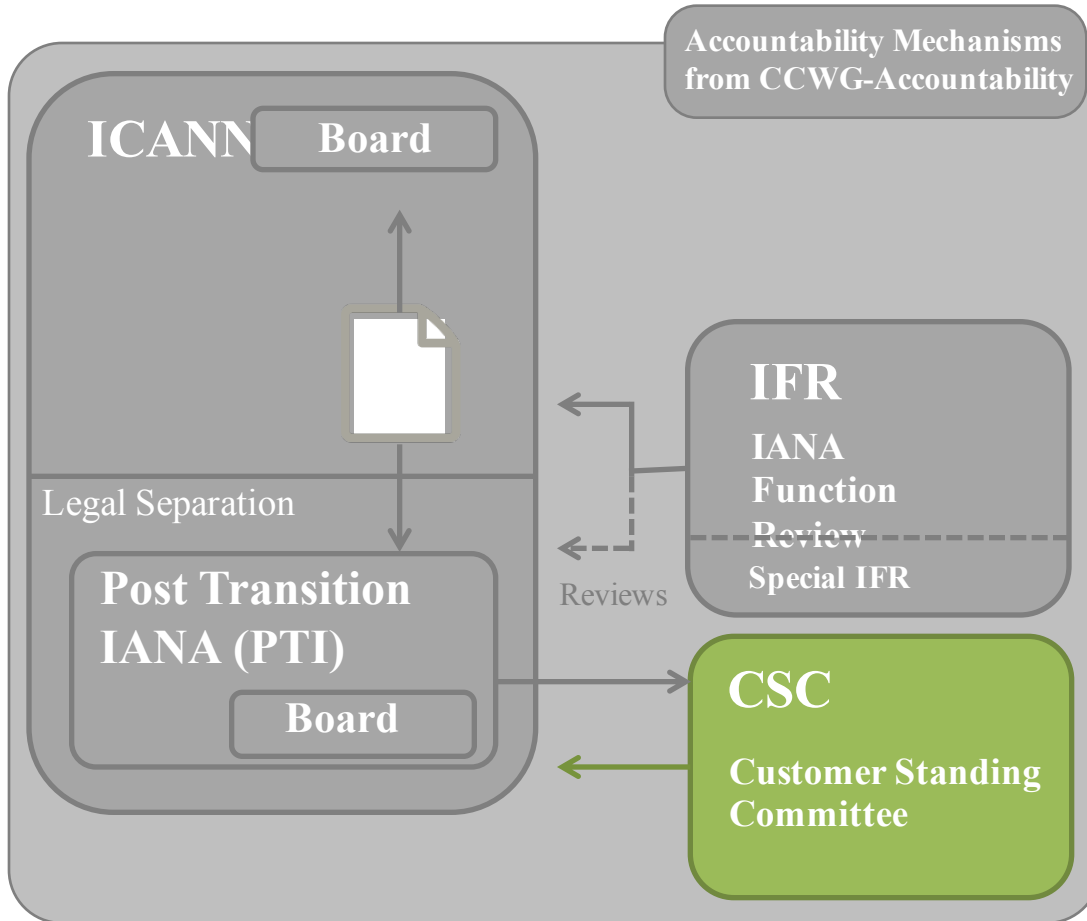 Accountability Mechanisms
from CCWG-Accountability
ICANN
Board
Legal Separation
Post Transition
IANA (PTI)
Board
Reviews
IFR
IANA
Function
Review
Special IFR
CSC
Customer Standing
Committee